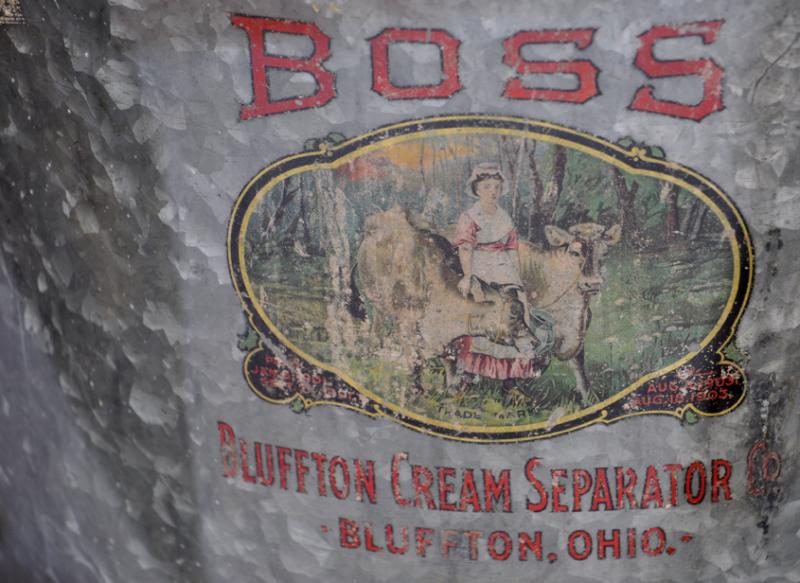 BOSS
AUG. 1903.
AUG. 18, 1903.
TRADE MARK
BLUFFTON CREAM SEPARATOR Co
·BLUFFTON, OHIO.·